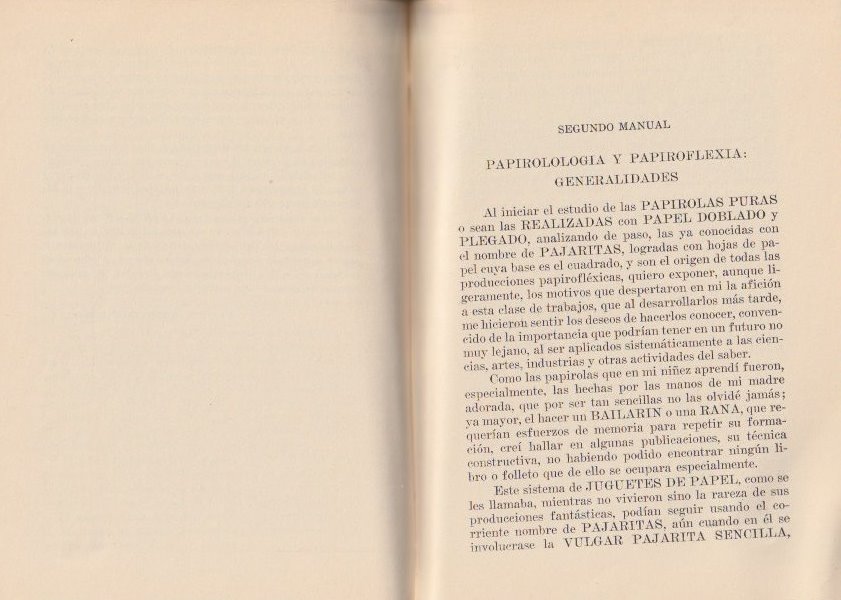 SEGUNDO MANUAL
PAPIROLOLOGIA Y PAPIROFLEXIA:
GENERALIDADES
Al iniciar el estudio de las PAPIROLAS PURAS
o sean las REALIZADAS con PAPEL DOBLADO y
PLEGADO, analizando de paso, las ya conocidas con
el nombre de PAJARITAS, logradas con hojas de pa-
pel cuya base es el cuadrado, y son el origen de todas las
producciones papirofléxicas, quiero exponer, aunque li-
geramente, los motivos que despertaron en mi la afición
a esta clase de trabajos, que al desarrollarlos más tarde,
me hicieron sentir los deseos de hacerlos conocer, conven-
cido de la importancia que podrían tener en un futuro no
muy lejano, al ser aplicados sistemáticamente a las cien-
cias, artes, industrias y otras actividades del saber.
Como las papirolas que en mi niñez aprendí fueron,
especialmente, las hechas por las manos de mi madre
adorada, que por ser tan sencillas no las olvidé jamás;
ya mayor, el hacer un BAILARIN o una RANA, que re-
querían esfuerzos de memoria para repetir su forma-
ción, creí hallar en algunas publicaciones, su técnica
constructiva, no habiendo podido encontrar ningún li-
bro o folleto que de ello se ocupara especialmente.
Este sistema de JUGUETES DE PAPEL, como se
les llamaba, mientras no vivieron sino la rareza de sus
producciones fantásticas, podían seguir usando el co-
rriente nombre de PAJARITAS, aún cuando en él se
involucrase la VULGAR PAJARITA SENCILLA,